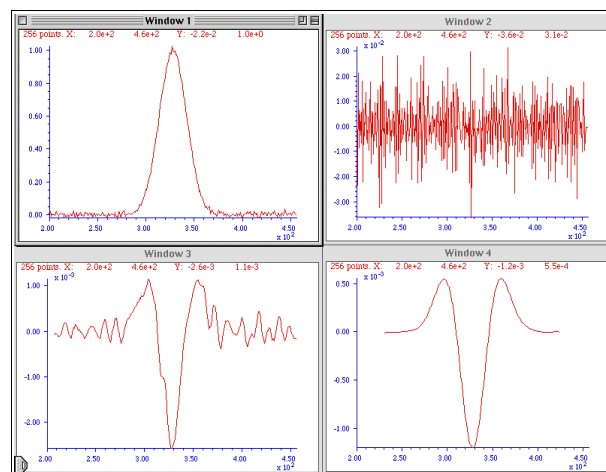 Window 1
256 points. X: 2.0e+2 4.6e+2 Y: -2.2e-2 1.0e+0
1.00
0.80
0.60
0.40
0.20
0.00
2.00 2.50 3.00 3.50 4.00 4.50
x 10²
Window 2
256 points. X: 2.0e+2 4.6e+2 Y: -3.6e-2 3.1e-2
x 10⁻²
3.00
2.00
1.00
0.00
-1.00
-2.00
-3.00
2.00 2.50 3.00 3.50 4.00 4.50
x 10²
Window 3
256 points. X: 2.0e+2 4.6e+2 Y: -2.6e-3 1.1e-3
x 10⁻³
1.00
0.00
-1.00
-2.00
2.00 2.50 3.00 3.50 4.00 4.50
x 10²
Window 4
256 points. X: 2.0e+2 4.6e+2 Y: -1.2e-3 5.5e-4
x 10⁻³
0.50
0.00
-0.50
-1.00
2.00 2.50 3.00 3.50 4.00 4.50
x 10²